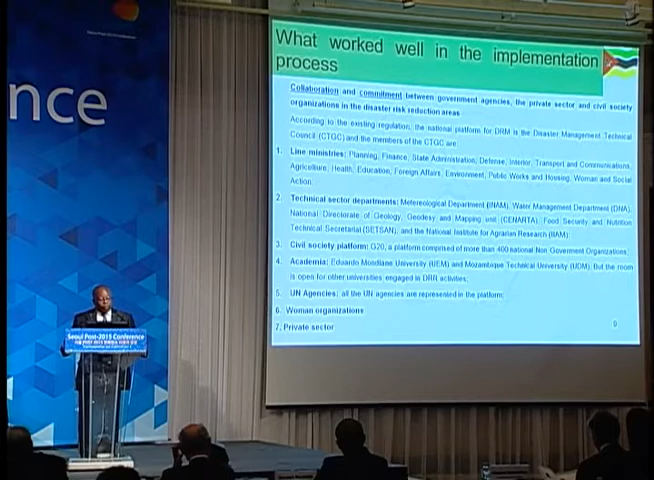 nce
What worked well in the implementation
process
Collaboration and commitment between government agencies, the private sector and civil society
organizations in the disaster risk reduction areas
According to the existing regulation, the national platform for DRM is the Disaster Management Technical
Council (CTGC) and the members of the CTGC are:
1. Line ministries: Planning, Finance, State Administration, Defense, Interior, Transport and Communications,
Agriculture, Health, Education, Foreign Affairs, Environment, Public Works and Housing, Woman and Social
Action.
2. Technical sector departments: Metereological Department (INAM), Water Management Department (DNA),
National Directorate of Geology, Geodesy and Mapping unit (CENARTA), Food Security and Nutrition
Technical Secretariat (SETSAN), and the National Institute for Agrarian Research (IIAM)
3. Civil society platform: G20, a platform comprised of more than 400 national Non Goverment Organizations;
4. Academia: Eduardo Mondlane University (UEM) and Mozambique Technical University (UDM). But the room
is open for other universities engaged in DRR activities;
5. UN Agencies: all the UN agencies are represented in the platform;
6. Woman organizations
7. Private sector
Seoul Post-2015 Conference